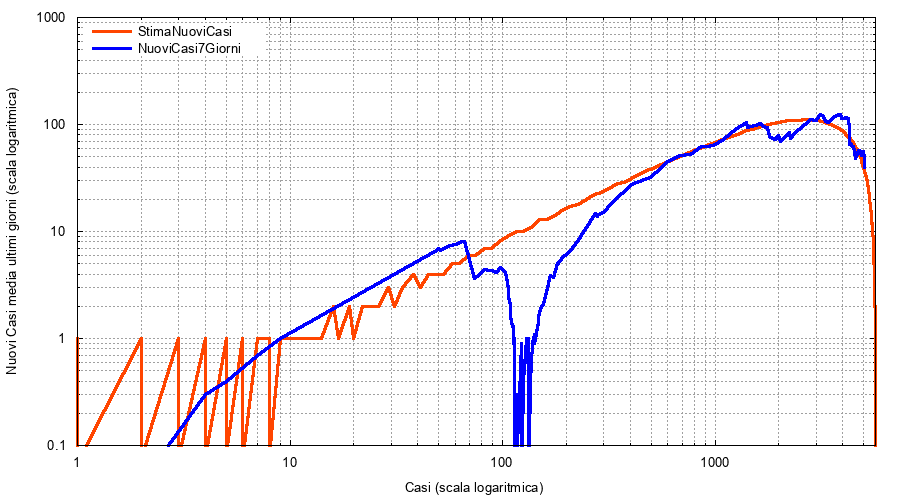 1000
StimaNuoviCasi
NuoviCasi7Giorni
100
10
1
0.1
Nuovi Casi media ultimi giorni (scala logaritmica)
1 10 100 1000
Casi (scala logaritmica)